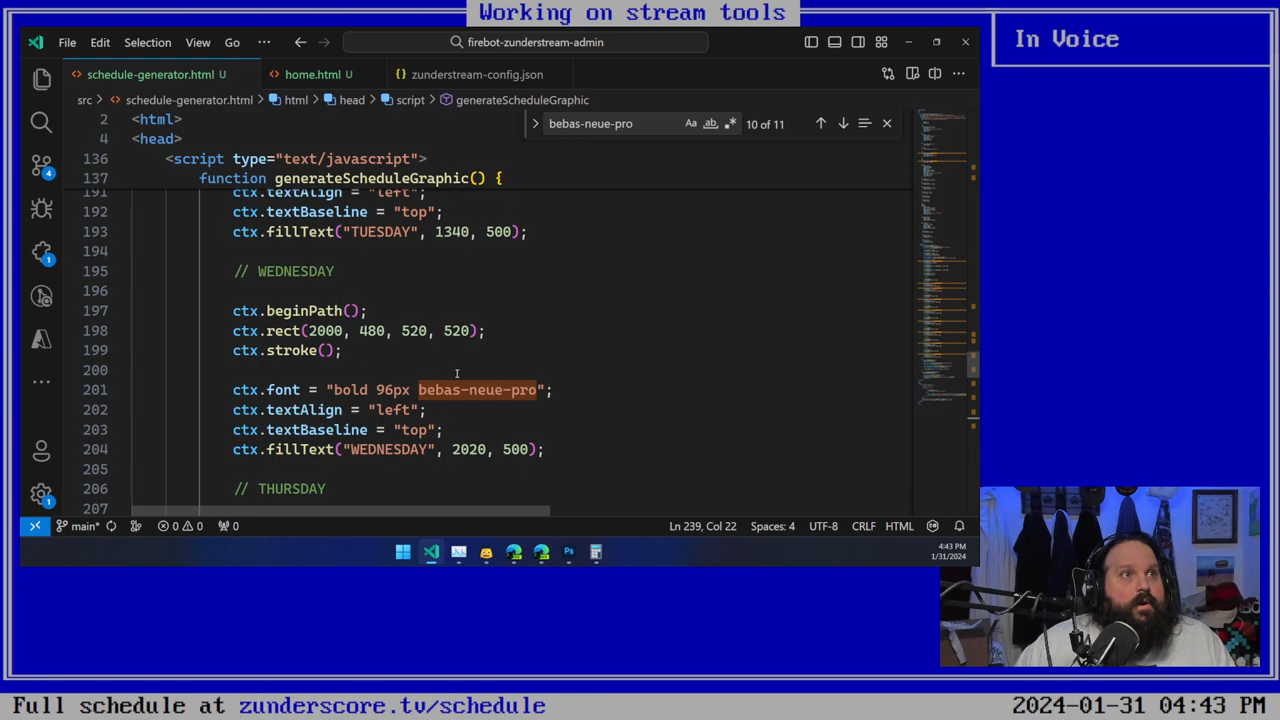 Working on stream tools
File Edit Selection View Go ··· firebot-zunderstream-admin
In Voice
schedule-generator.html U home.html U zunderstream-config.json
src > schedule-generator.html > html > head > script > generateScheduleGraphic
bebas-neue-pro Aa ab 10 of 11
2 <html>
4 <head>
136 <script type="text/javascript">
137 function generateScheduleGraphic() {
191 ctx.textAlign = "left";
192 ctx.textBaseline = "top";
193 ctx.fillText("TUESDAY", 1340, 500);
194
195 // WEDNESDAY
196
197 ctx.beginPath();
198 ctx.rect(2000, 480, 520, 520);
199 ctx.stroke();
200
201 ctx.font = "bold 96px bebas-neue-pro";
202 ctx.textAlign = "left";
203 ctx.textBaseline = "top";
204 ctx.fillText("WEDNESDAY", 2020, 500);
205
206 // THURSDAY
207
main* 0 0 0 Ln 239, Col 22 Spaces: 4 UTF-8 CRLF HTML
4:43 PM
1/31/2024
Full schedule at zunderscore.tv/schedule 2024-01-31 04:43 PM